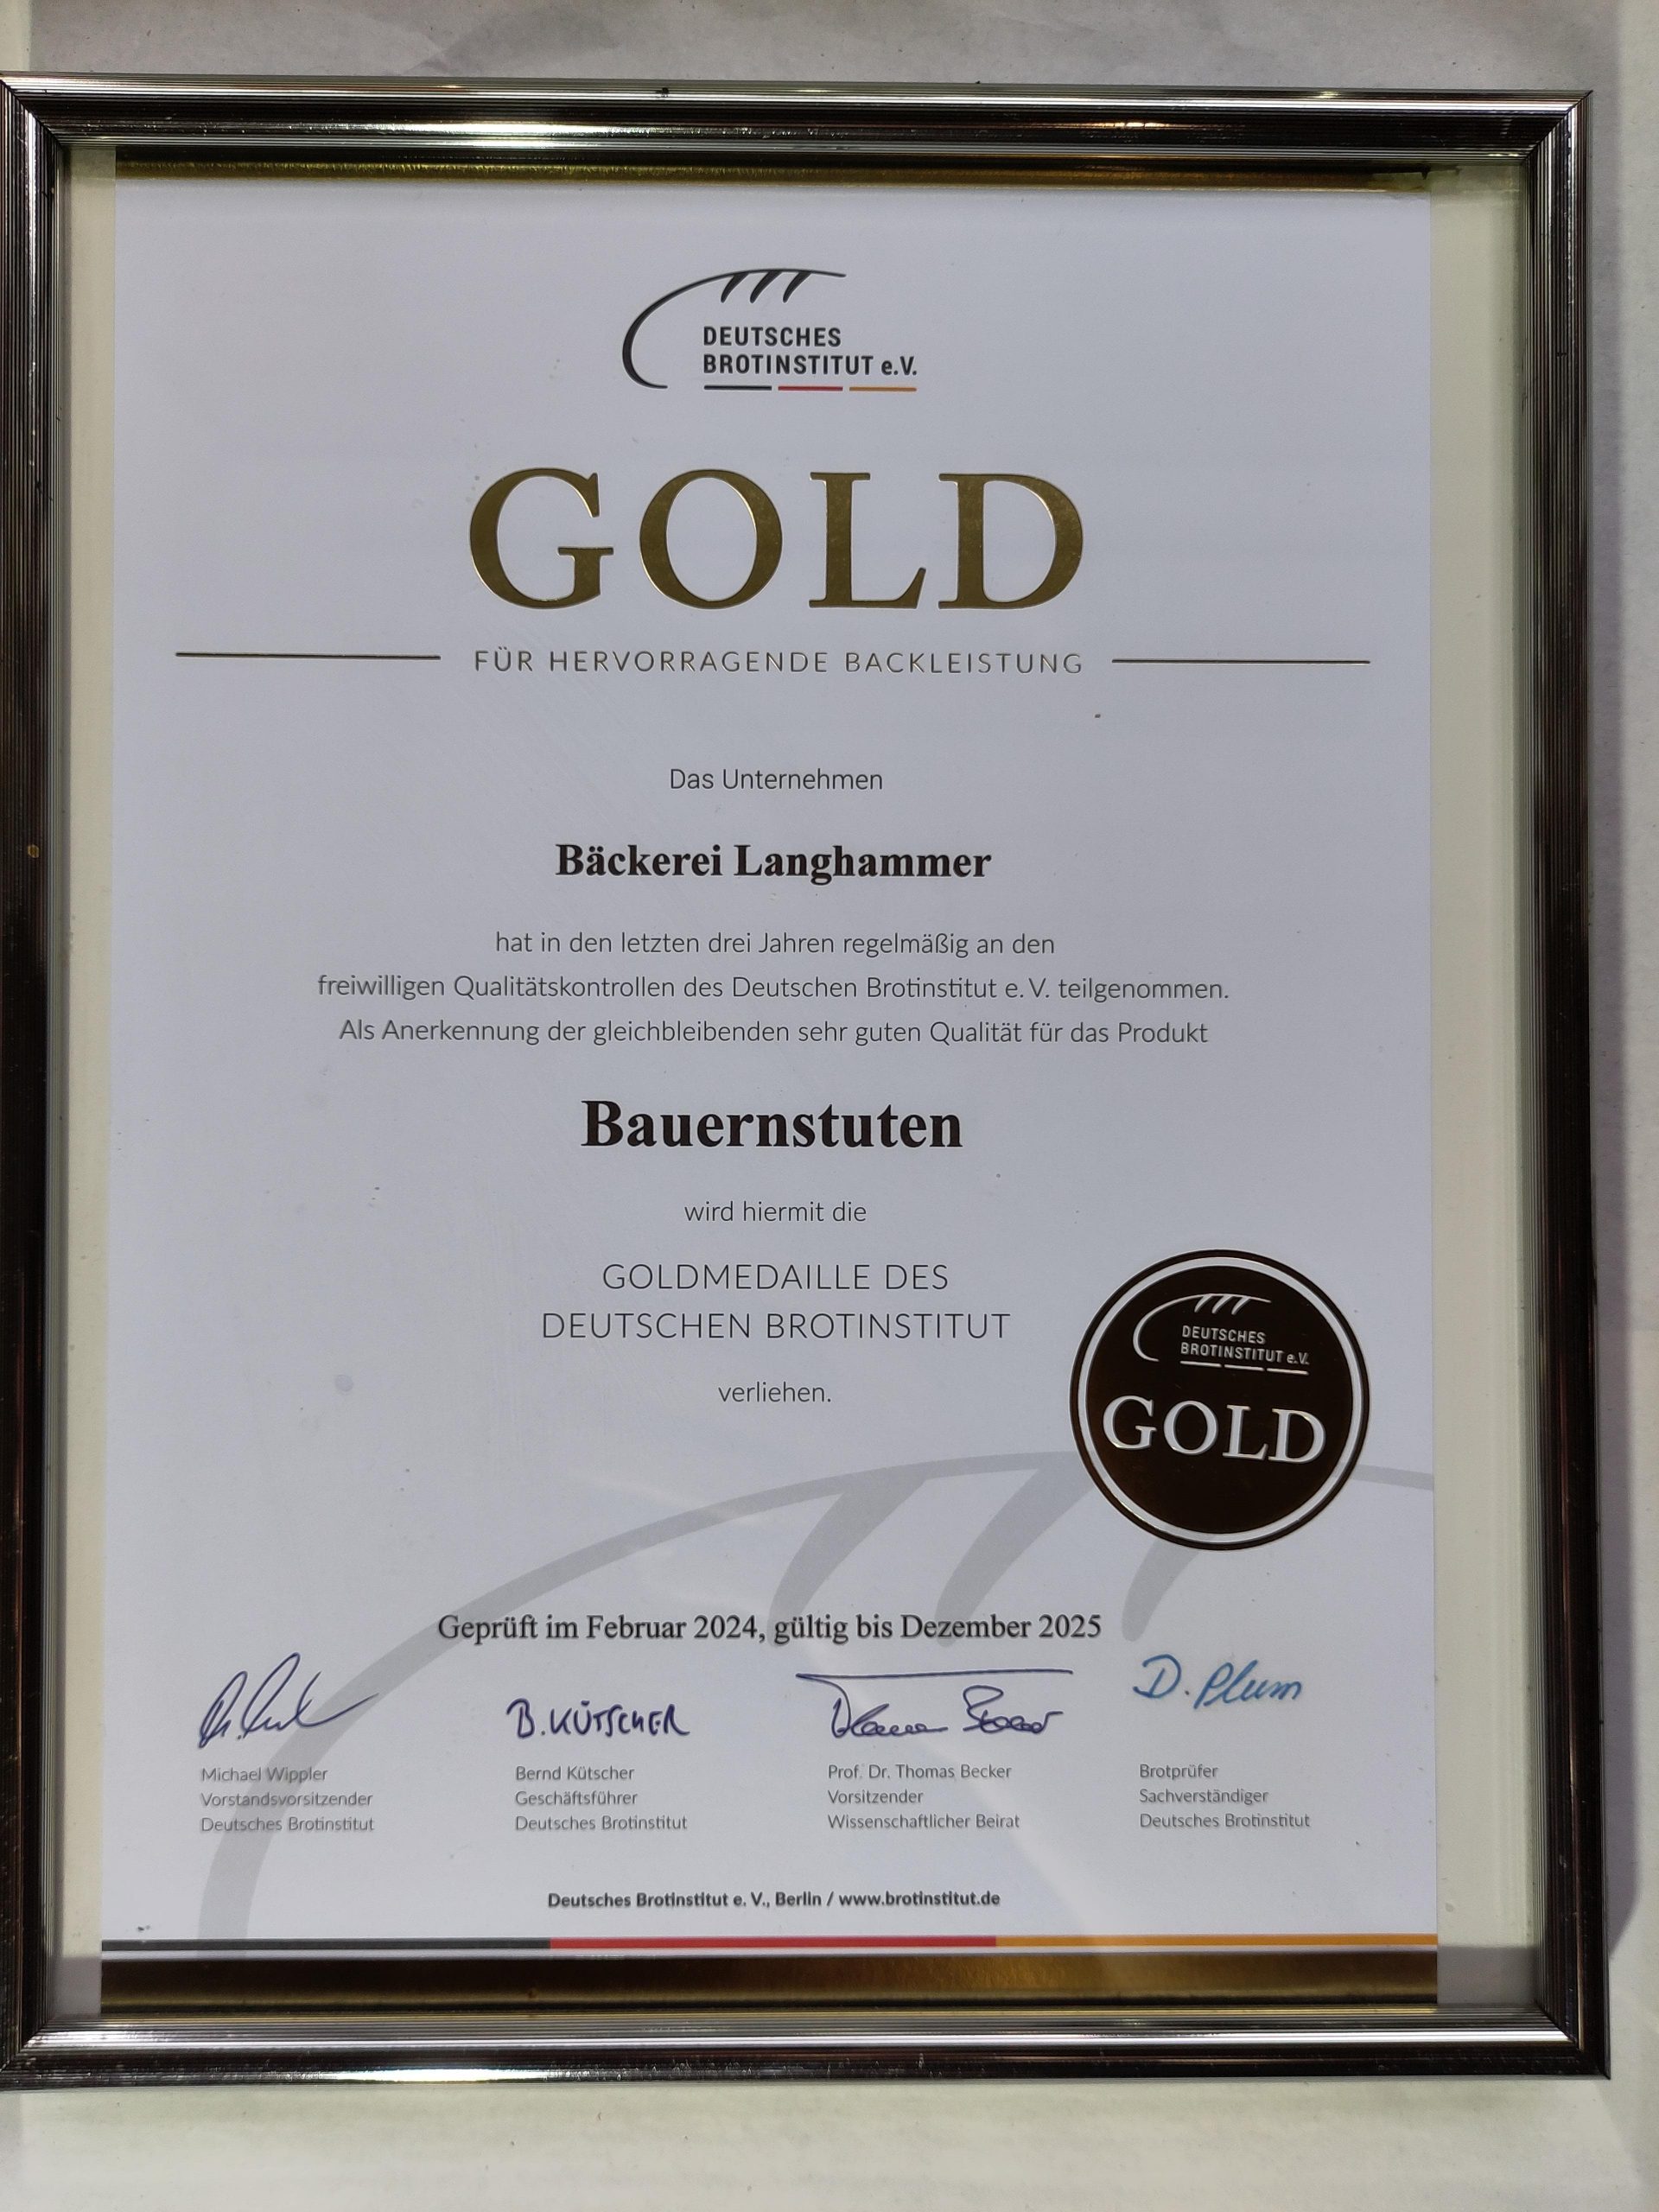 DEUTSCHES
BROTINSTITUT e.V.
GOLD
FÜR HERVORRAGENDE BACKLEISTUNG
Das Unternehmen
Bäckerei Langhammer
hat in den letzten drei Jahren regelmäßig an den
freiwilligen Qualitätskontrollen des Deutschen Brotinstitut e. V. teilgenommen.
Als Anerkennung der gleichbleibenden sehr guten Qualität für das Produkt
Bauernstuten
wird hiermit die
GOLDMEDAILLE DES
DEUTSCHEN BROTINSTITUT
verliehen.
DEUTSCHES
BROTINSTITUT e.V.
GOLD
Geprüft im Februar 2024, gültig bis Dezember 2025
B. KÜTSCHER
D. Plum
Michael Wippler
Vorstandsvorsitzender
Deutsches Brotinstitut
Bernd Kütscher
Geschäftsführer
Deutsches Brotinstitut
Prof. Dr. Thomas Becker
Vorsitzender
Wissenschaftlicher Beirat
Brotprüfer
Sachverständiger
Deutsches Brotinstitut
Deutsches Brotinstitut e. V., Berlin / www.brotinstitut.de